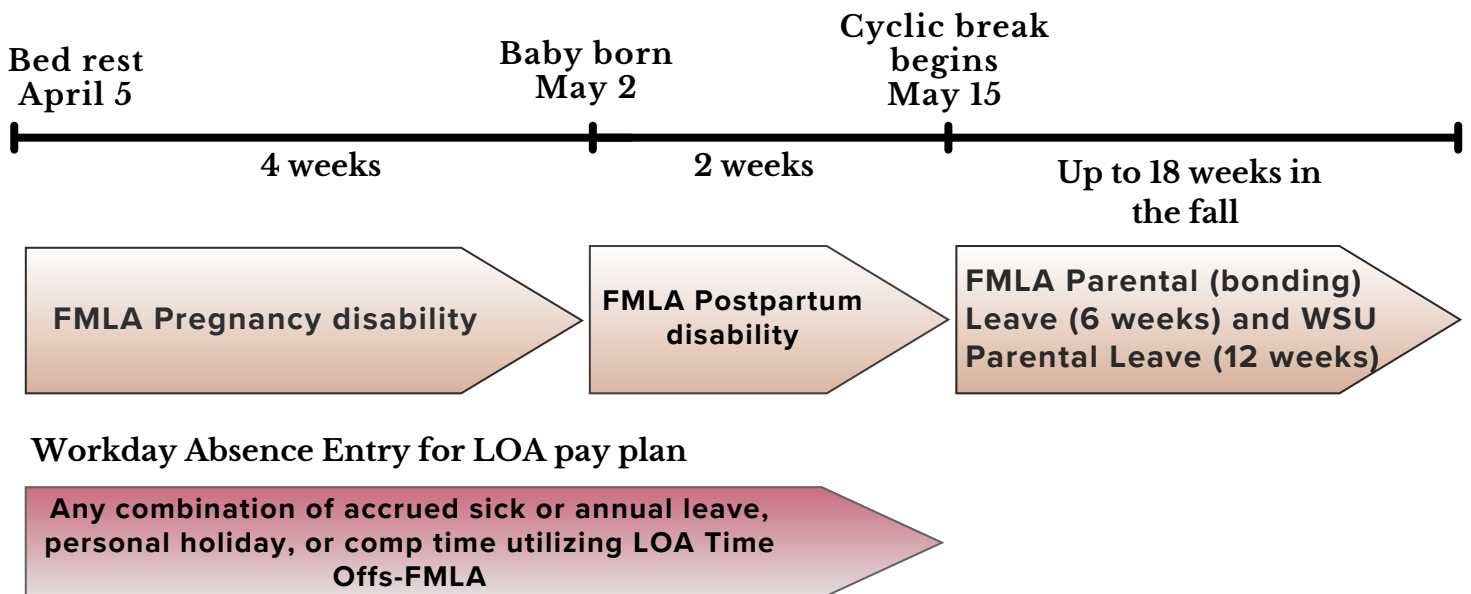 Bed rest
April 5
Baby born
May 2
Cyclic break
begins
May 15
4 weeks
2 weeks
Up to 18 weeks in
the fall
FMLA Pregnancy disability
FMLA Postpartum
disability
FMLA Parental (bonding)
Leave (6 weeks) and WSU
Parental Leave (12 weeks)
Workday Absence Entry for LOA pay plan
Any combination of accrued sick or annual leave,
personal holiday, or comp time utilizing LOA Time
Offs-FMLA